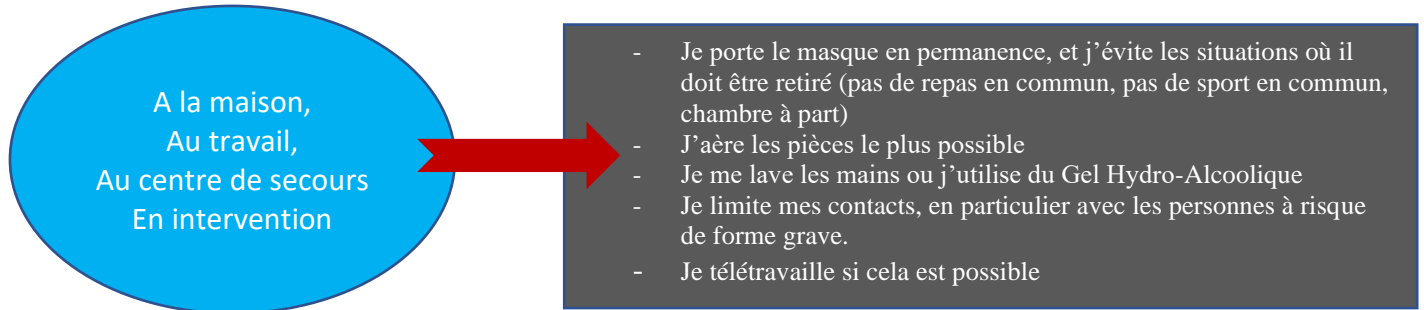 A la maison,
Au travail,
Au centre de secours
En intervention
- Je porte le masque en permanence, et j’évite les situations où il
doit être retiré (pas de repas en commun, pas de sport en commun,
chambre à part)
- J’aère les pièces le plus possible
- Je me lave les mains ou j’utilise du Gel Hydro-Alcoolique
- Je limite mes contacts, en particulier avec les personnes à risque
de forme grave.
- Je télétravaille si cela est possible